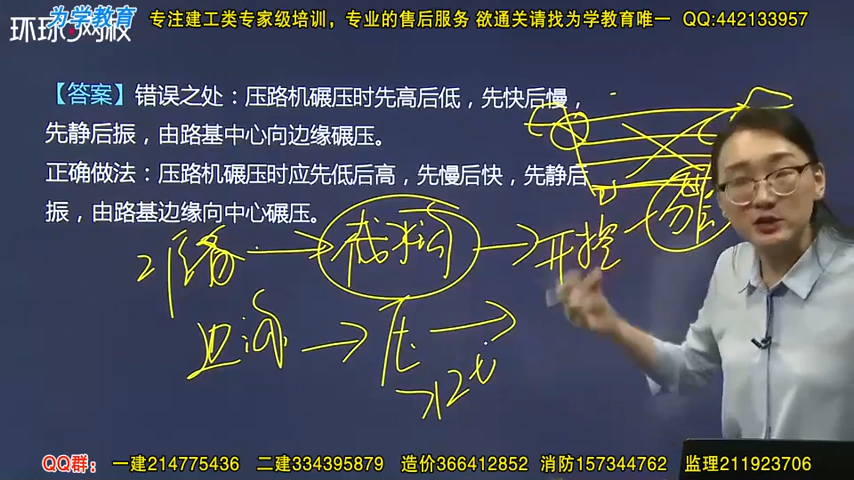 为学教育 专注建工类专家级培训，专业的售后服务 欲通关请找为学教育唯一 QQ:442133957
环球网校
【答案】错误之处：压路机碾压时先高后低，先快后慢，
先静后振，由路基中心向边缘碾压。
正确做法：压路机碾压时应先低后高，先慢后快，先静后
振，由路基边缘向中心碾压。
开挖
压
>12t
QQ群： 一建214775436 二建334395879 造价366412852 消防157344762 监理211923706